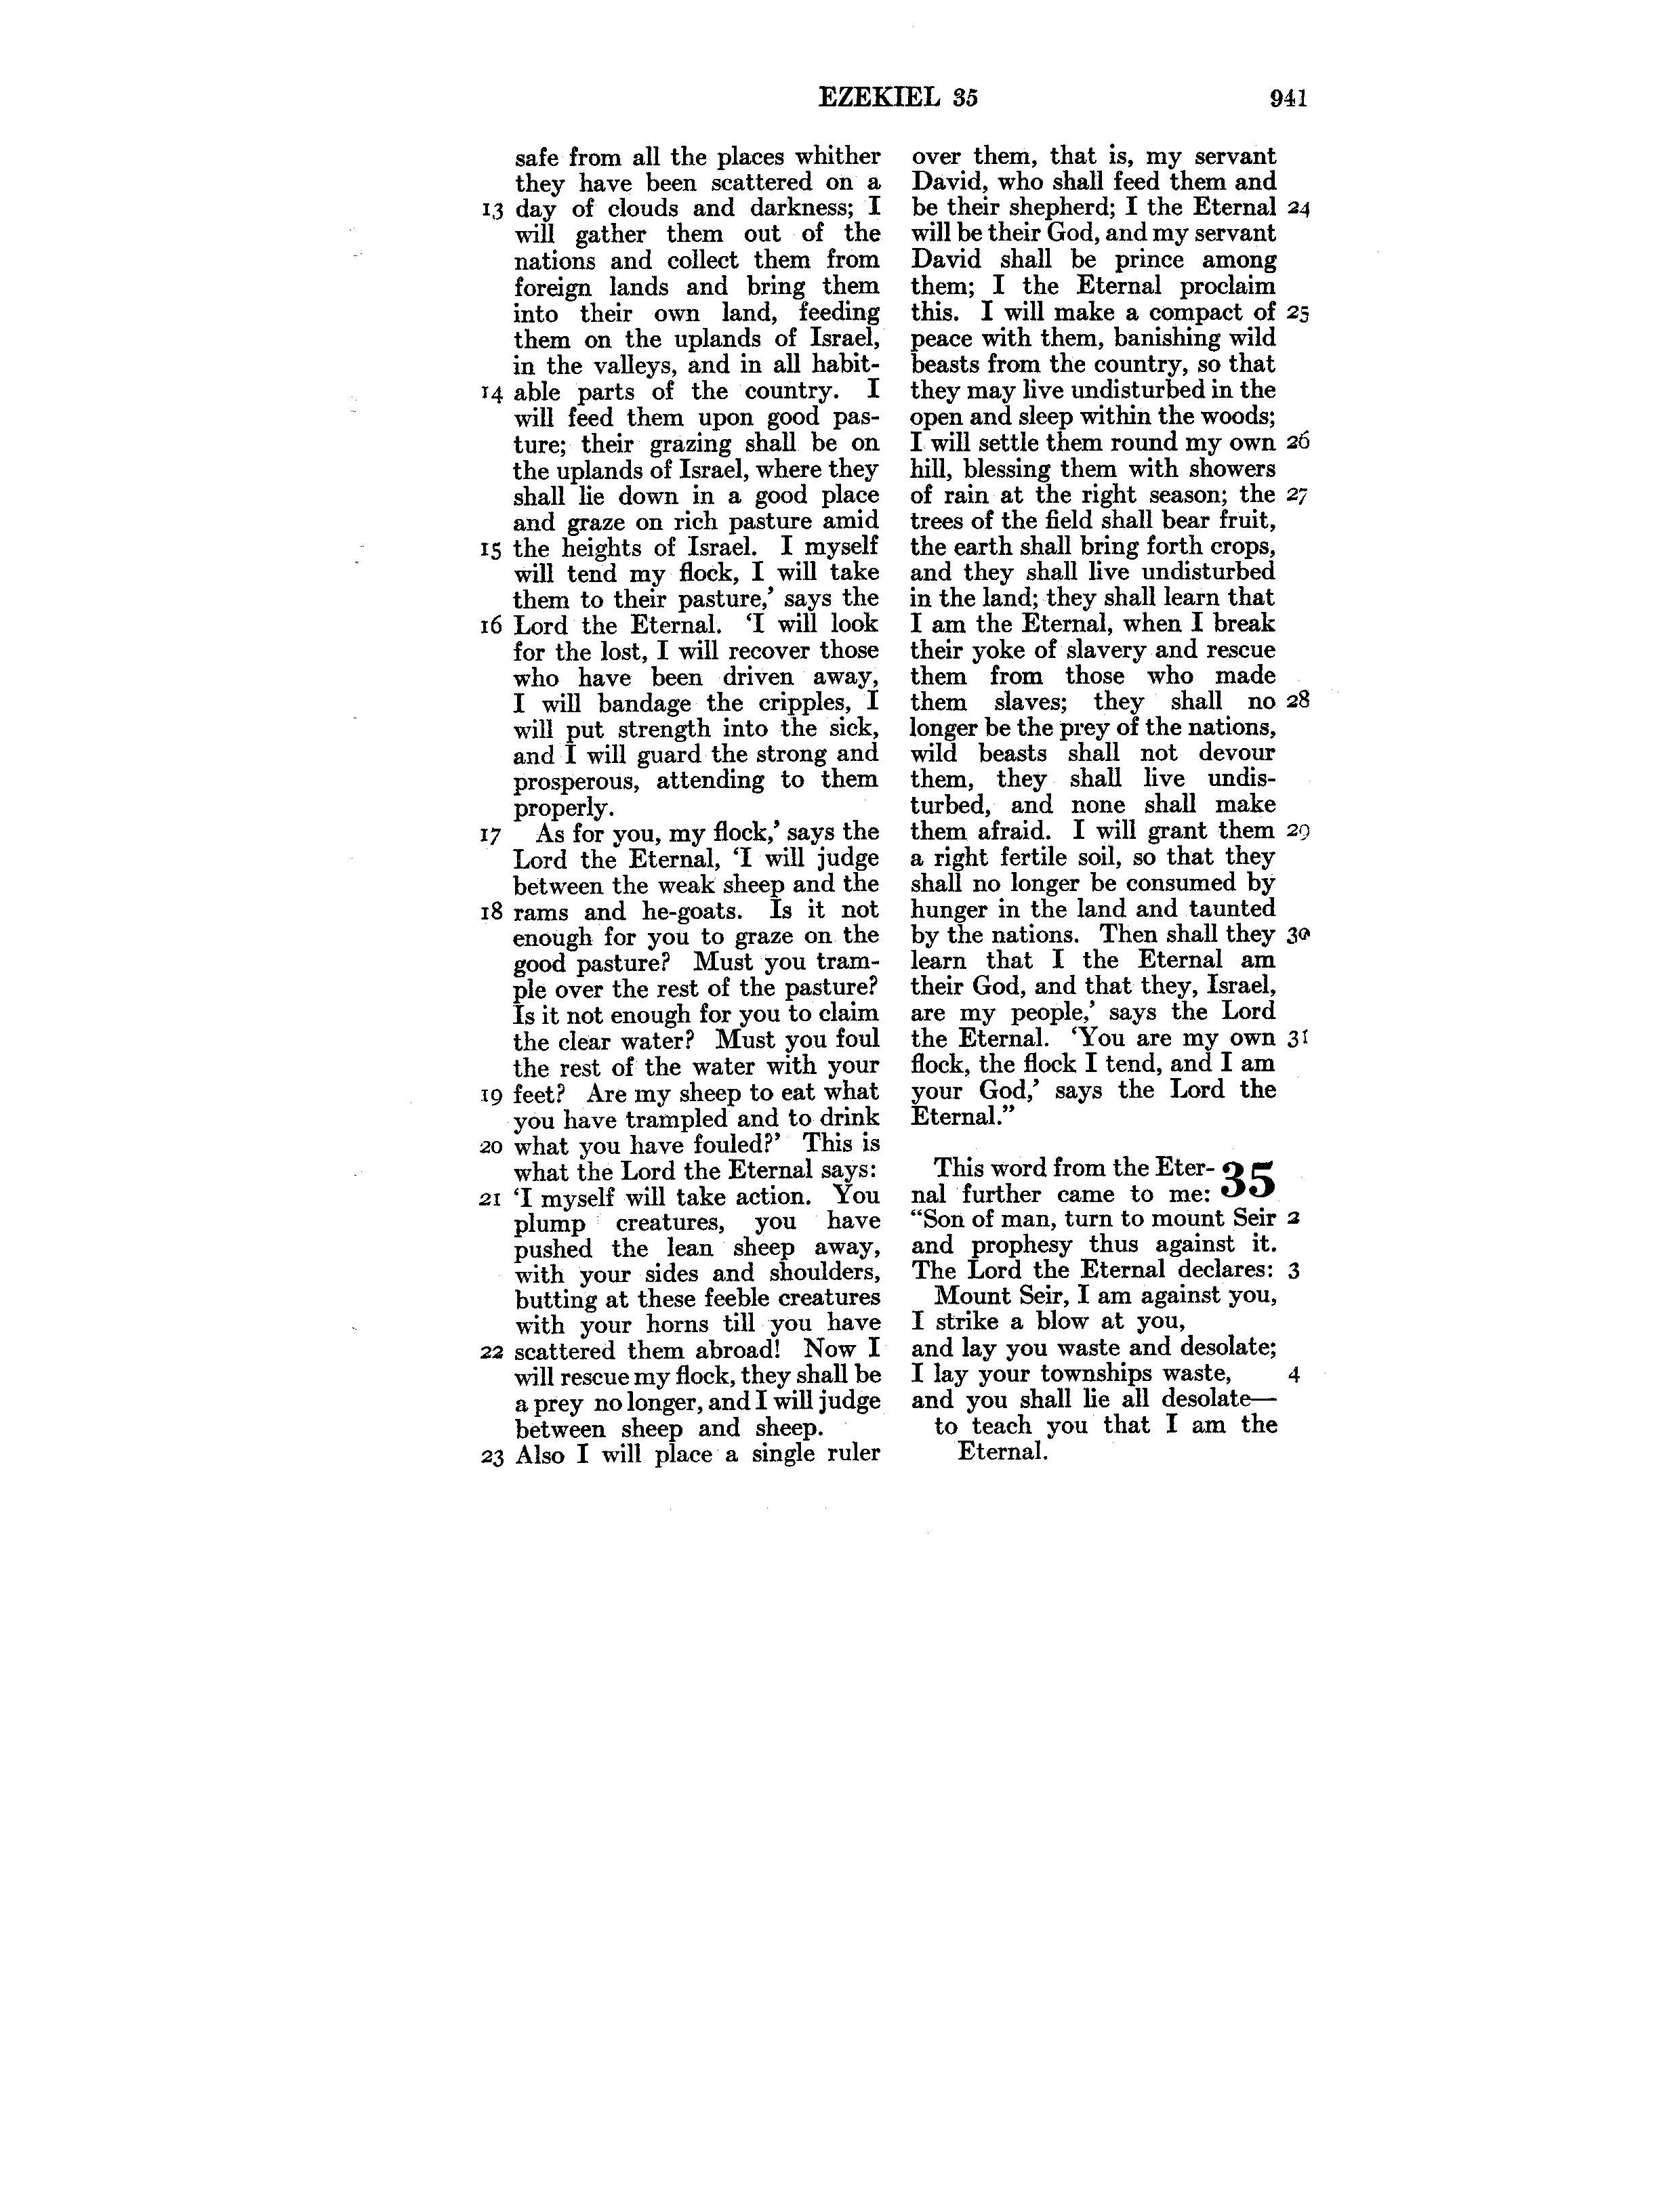 EZEKIEL 35 941
safe from all the places whither
they have been scattered on a
13 day of clouds and darkness; I
will gather them out of the
nations and collect them from
foreign lands and bring them
into their own land, feeding
them on the uplands of Israel,
in the valleys, and in all habit-
14 able parts of the country. I
will feed them upon good pas-
ture; their grazing shall be on
the uplands of Israel, where they
shall lie down in a good place
and graze on rich pasture amid
15 the heights of Israel. I myself
will tend my flock, I will take
them to their pasture,’ says the
16 Lord the Eternal. ‘I will look
for the lost, I will recover those
who have been driven away,
I will bandage the cripples, I
will put strength into the sick,
and I will guard the strong and
prosperous, attending to them
properly.
17 As for you, my flock,’ says the
Lord the Eternal, ‘I will judge
between the weak sheep and the
18 rams and he-goats. Is it not
enough for you to graze on the
good pasture? Must you tram-
ple over the rest of the pasture?
Is it not enough for you to claim
the clear water? Must you foul
the rest of the water with your
19 feet? Are my sheep to eat what
you have trampled and to drink
20 what you have fouled?’ This is
what the Lord the Eternal says:
21 ‘I myself will take action. You
plump creatures, you have
pushed the lean sheep away,
with your sides and shoulders,
butting at these feeble creatures
with your horns till you have
22 scattered them abroad! Now I
will rescue my flock, they shall be
a prey no longer, and I will judge
between sheep and sheep.
23 Also I will place a single ruler
over them, that is, my servant
David, who shall feed them and
be their shepherd; I the Eternal 24
will be their God, and my servant
David shall be prince among
them; I the Eternal proclaim
this. I will make a compact of 25
peace with them, banishing wild
beasts from the country, so that
they may live undisturbed in the
open and sleep within the woods;
I will settle them round my own 26
hill, blessing them with showers
of rain at the right season; the 27
trees of the field shall bear fruit,
the earth shall bring forth crops,
and they shall live undisturbed
in the land; they shall learn that
I am the Eternal, when I break
their yoke of slavery and rescue
them from those who made
them slaves; they shall no 28
longer be the prey of the nations,
wild beasts shall not devour
them, they shall live undis-
turbed, and none shall make
them afraid. I will grant them 29
a right fertile soil, so that they
shall no longer be consumed by
hunger in the land and taunted
by the nations. Then shall they 30
learn that I the Eternal am
their God, and that they, Israel,
are my people,’ says the Lord
the Eternal. ‘You are my own 31
flock, the flock I tend, and I am
your God,’ says the Lord the
Eternal.”
This word from the Eter- 35
nal further came to me:
“Son of man, turn to mount Seir 2
and prophesy thus against it.
The Lord the Eternal declares: 3
Mount Seir, I am against you,
I strike a blow at you,
and lay you waste and desolate;
I lay your townships waste, 4
and you shall lie all desolate—
to teach you that I am the
Eternal.